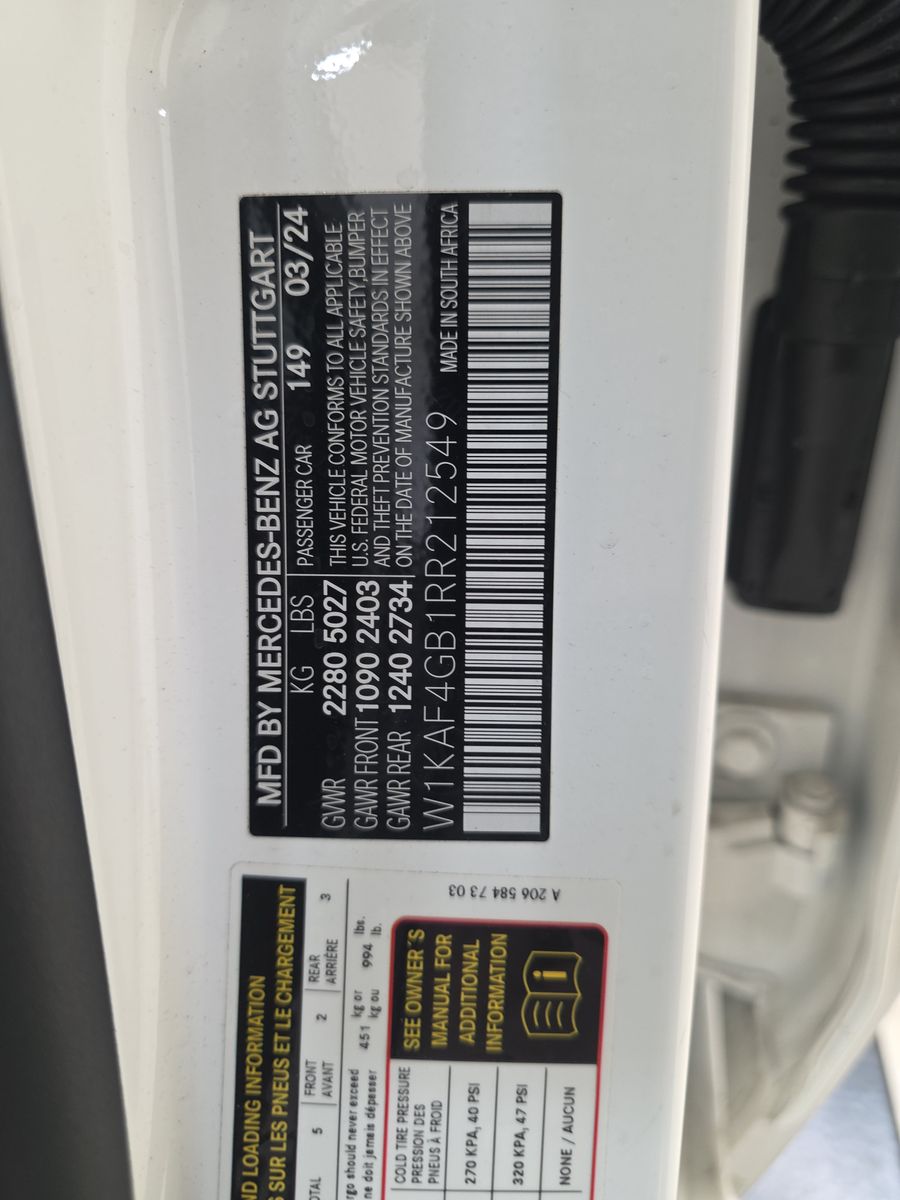 MFD BY MERCEDES-BENZ AG STUTTGART
KG LBS PASSENGER CAR 149 03/24
GVWR 2280 5027 THIS VEHICLE CONFORMS TO ALL APPLICABLE
U.S. FEDERAL MOTOR VEHICLE SAFETY,BUMPER
GAWR FRONT 1090 2403 AND THEFT PREVENTION STANDARDS IN EFFECT
GAWR REAR 1240 2734 ON THE DATE OF MANUFACTURE SHOWN ABOVE
W1KAF4GB1RR212549 MADE IN SOUTH AFRICA
LOADING INFORMATION
SUR LES PNEUS ET LE CHARGEMENT
5 FRONT 2 REAR 3
AVANT ARRIÈRE
should never exceed 451 kg or 994 lbs.
ne doit jamais dépasser kg ou lb.
COLD TIRE PRESSURE
PRESSION DES
PNEUS À FROID
270 KPA, 40 PSI
320 KPA, 47 PSI
NONE / AUCUN
SEE OWNER'S
MANUAL FOR
ADDITIONAL
INFORMATION
A 206 584 73 03